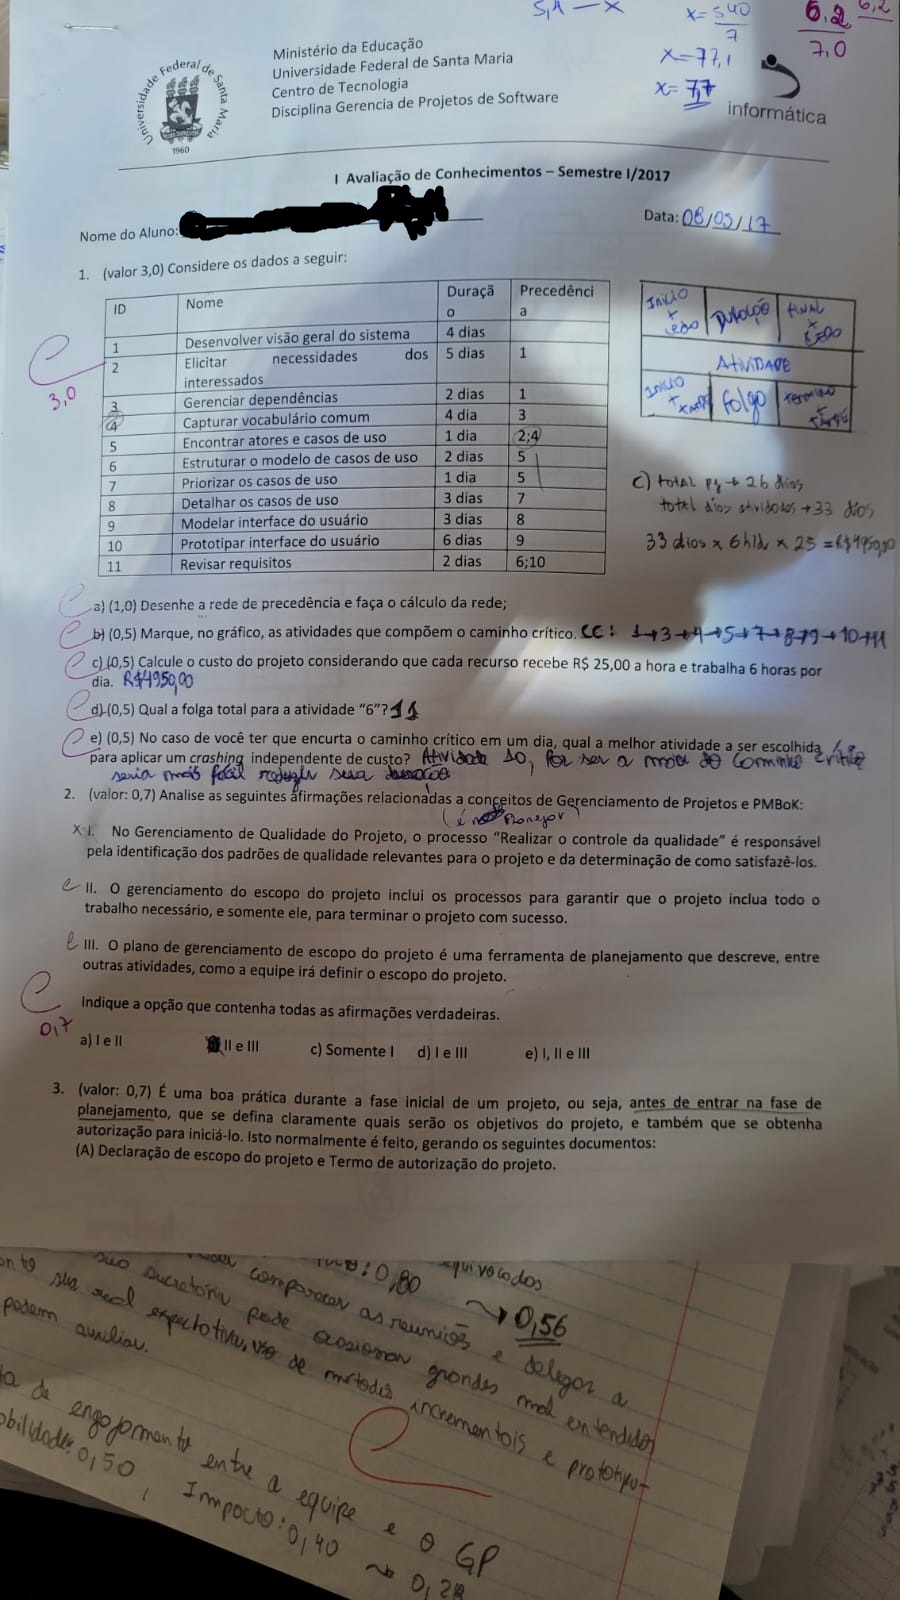 5,4 — x
x = 540
7
x = 77,1
x = 7,7
6,2
7,0
6,2
Ministério da Educação
Universidade Federal de Santa Maria
Centro de Tecnologia
Disciplina Gerencia de Projetos de Software
Universidade Federal de Santa Maria
1960
informática
I Avaliação de Conhecimentos – Semestre I/2017
Nome do Aluno:
Data: 08/05/17
1. (valor 3,0) Considere os dados a seguir:
3,0
ID Nome Duraçã o Precedênci a
1 Desenvolver visão geral do sistema 4 dias
2 Elicitar necessidades dos interessados 5 dias 1
3 Gerenciar dependências 2 dias 1
4 Capturar vocabulário comum 4 dia 3
5 Encontrar atores e casos de uso 1 dia 2;4
6 Estruturar o modelo de casos de uso 2 dias 5
7 Priorizar os casos de uso 1 dia 5
8 Detalhar os casos de uso 3 dias 7
9 Modelar interface do usuário 3 dias 8
10 Prototipar interface do usuário 6 dias 9
11 Revisar requisitos 2 dias 6;10
Início + cedo Duração Final + cedo
Atividade
Início + tarde folga Término + tarde
c) total pj → 26 dias
total dias atividades → 33 dias
33 dias x 6 h/d x 25 = R$4950,00
a) (1,0) Desenhe a rede de precedência e faça o cálculo da rede;
b) (0,5) Marque, no gráfico, as atividades que compõem o caminho crítico. CC: 1→3→4→5→7→8→9→10→11
c) (0,5) Calcule o custo do projeto considerando que cada recurso recebe R$ 25,00 a hora e trabalha 6 horas por
dia. R$4950,00
d) (0,5) Qual a folga total para a atividade “6”? 11
e) (0,5) No caso de você ter que encurta o caminho crítico em um dia, qual a melhor atividade a ser escolhida
para aplicar um crashing independente de custo? Atividade 10, por ser a maior do caminho crítico
seria mais fácil reduzir sua duração
2. (valor: 0,7) Analise as seguintes afirmações relacionadas a conceitos de Gerenciamento de Projetos e PMBoK:
(é planejar)
x I. No Gerenciamento de Qualidade do Projeto, o processo “Realizar o controle da qualidade” é responsável
pela identificação dos padrões de qualidade relevantes para o projeto e da determinação de como satisfazê-los.
II. O gerenciamento do escopo do projeto inclui os processos para garantir que o projeto inclua todo o
trabalho necessário, e somente ele, para terminar o projeto com sucesso.
III. O plano de gerenciamento de escopo do projeto é uma ferramenta de planejamento que descreve, entre
outras atividades, como a equipe irá definir o escopo do projeto.
Indique a opção que contenha todas as afirmações verdadeiras.
0,7
a) I e II II e III c) Somente I d) I e III e) I, II e III
3. (valor: 0,7) É uma boa prática durante a fase inicial de um projeto, ou seja, antes de entrar na fase de
planejamento, que se defina claramente quais serão os objetivos do projeto, e também que se obtenha
autorização para iniciá-lo. Isto normalmente é feito, gerando os seguintes documentos:
(A) Declaração de escopo do projeto e Termo de autorização do projeto.
: 0,80
equivocados
0,56
comparecer as reuniões e delegar a
sua secretária pode ocasionar grandes mal entendidos
sua real expectativa, uso de métodos incrementais e prototipa-
podem auxiliar.
ta de engajamento entre a equipe e o GP
obilidade: 0,50 , Impacto: 0,40